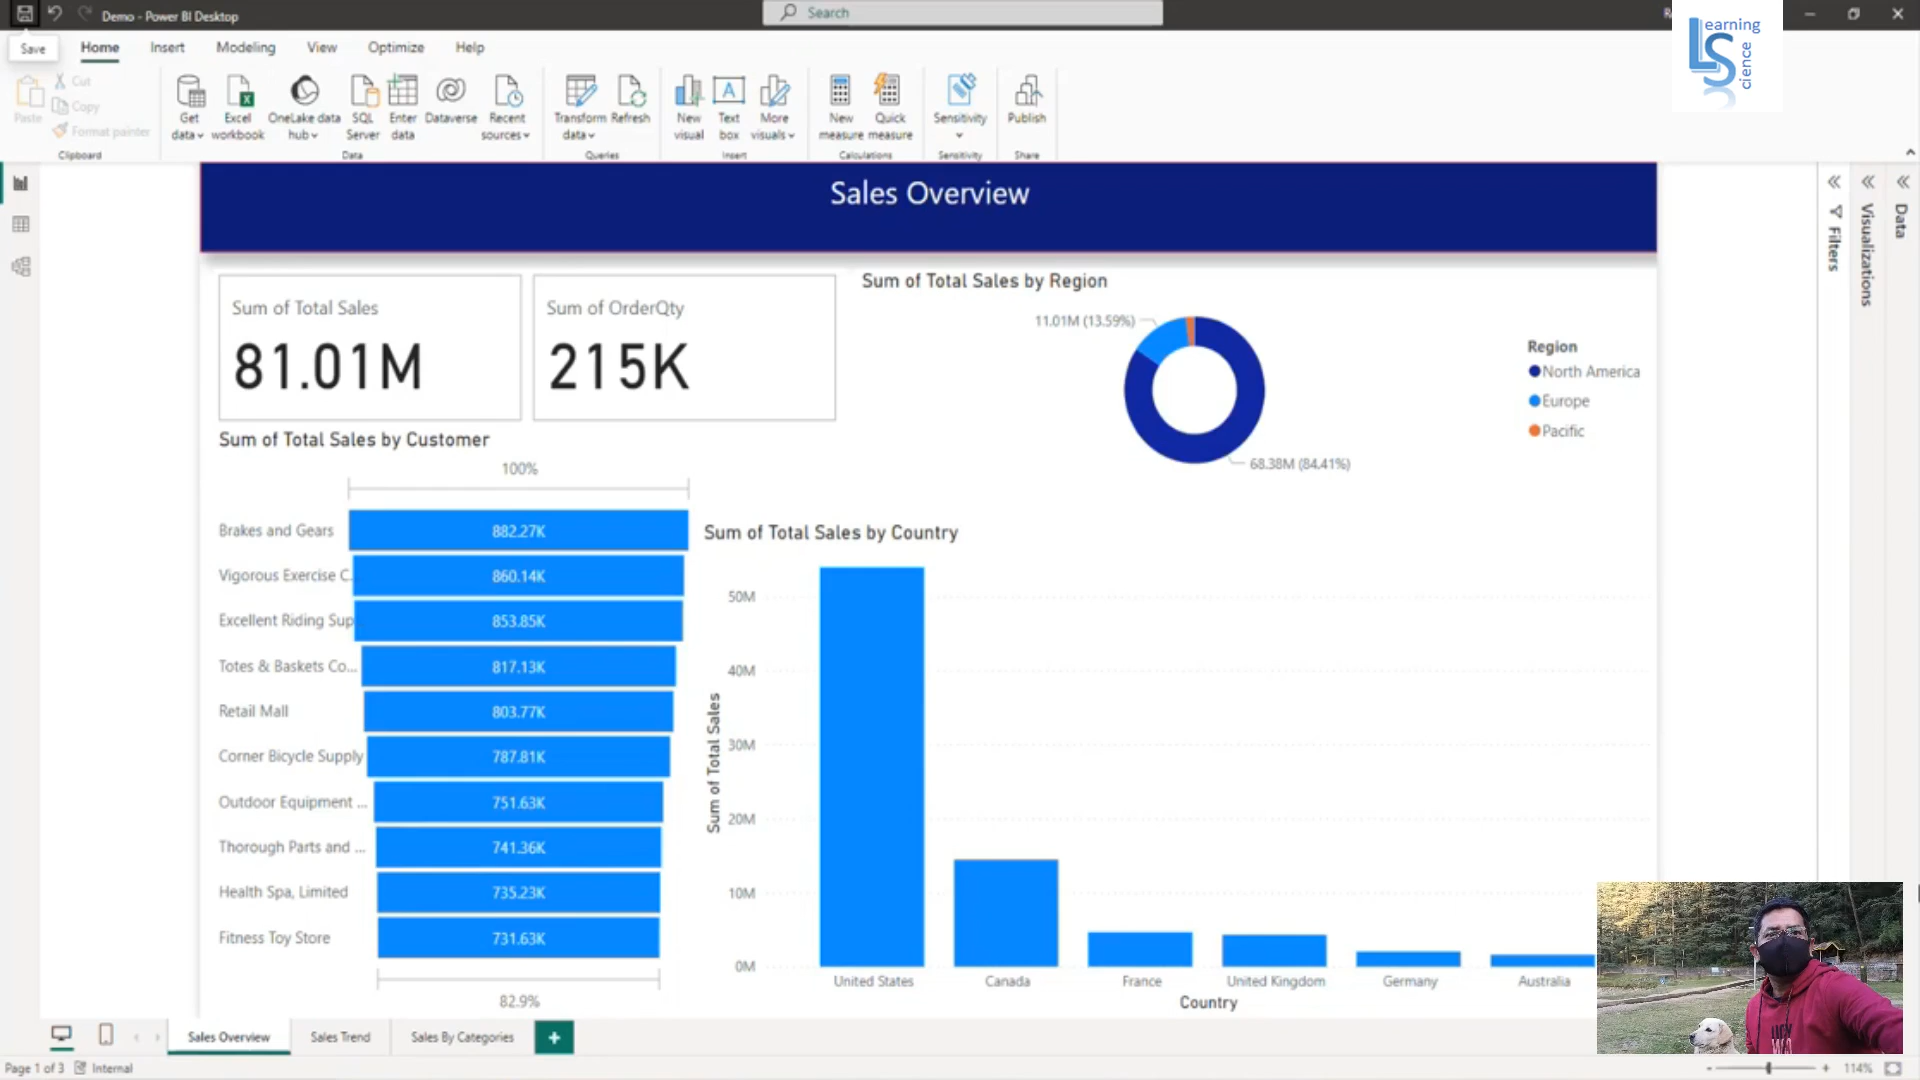 Demo - Power BI Desktop
Search
Save
Home
Insert
Modeling
View
Optimize
Help
Learning
Science
Paste
Cut
Copy
Format painter
Clipboard
Get data
Excel workbook
OneLake data hub
SQL Server
Enter data
Dataverse
Recent sources
Data
Transform data
Refresh
Queries
New visual
Text box
More visuals
Insert
New measure
Quick measure
Calculations
Sensitivity
Sensitivity
Publish
Share
Sales Overview
Filters
Visualizations
Data
Sum of Total Sales
81.01M
Sum of OrderQty
215K
Sum of Total Sales by Region
11.01M (13.59%)
68.38M (84.41%)
Region
North America
Europe
Pacific
Sum of Total Sales by Customer
100%
Brakes and Gears 882.27K
Vigorous Exercise C... 860.14K
Excellent Riding Sup 853.85K
Totes & Baskets Co... 817.13K
Retail Mall 803.77K
Corner Bicycle Supply 787.81K
Outdoor Equipment ... 751.63K
Thorough Parts and ... 741.36K
Health Spa, Limited 735.23K
Fitness Toy Store 731.63K
82.9%
Sum of Total Sales by Country
Sum of Total Sales
50M
40M
30M
20M
10M
0M
United States
Canada
France
United Kingdom
Germany
Australia
Country
Sales Overview
Sales Trend
Sales By Categories
Page 1 of 3
Internal
114%